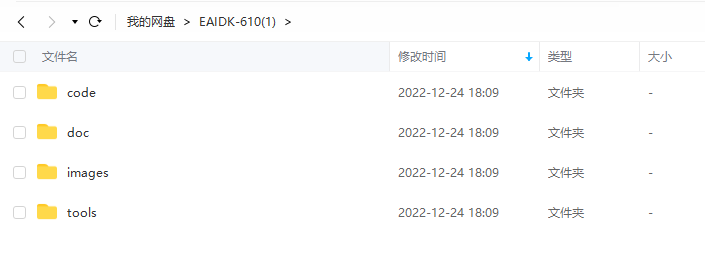 我的网盘 > EAIDK-610(1) >
文件名 修改时间 类型 大小
code 2022-12-24 18:09 文件夹 -
doc 2022-12-24 18:09 文件夹 -
images 2022-12-24 18:09 文件夹 -
tools 2022-12-24 18:09 文件夹 -